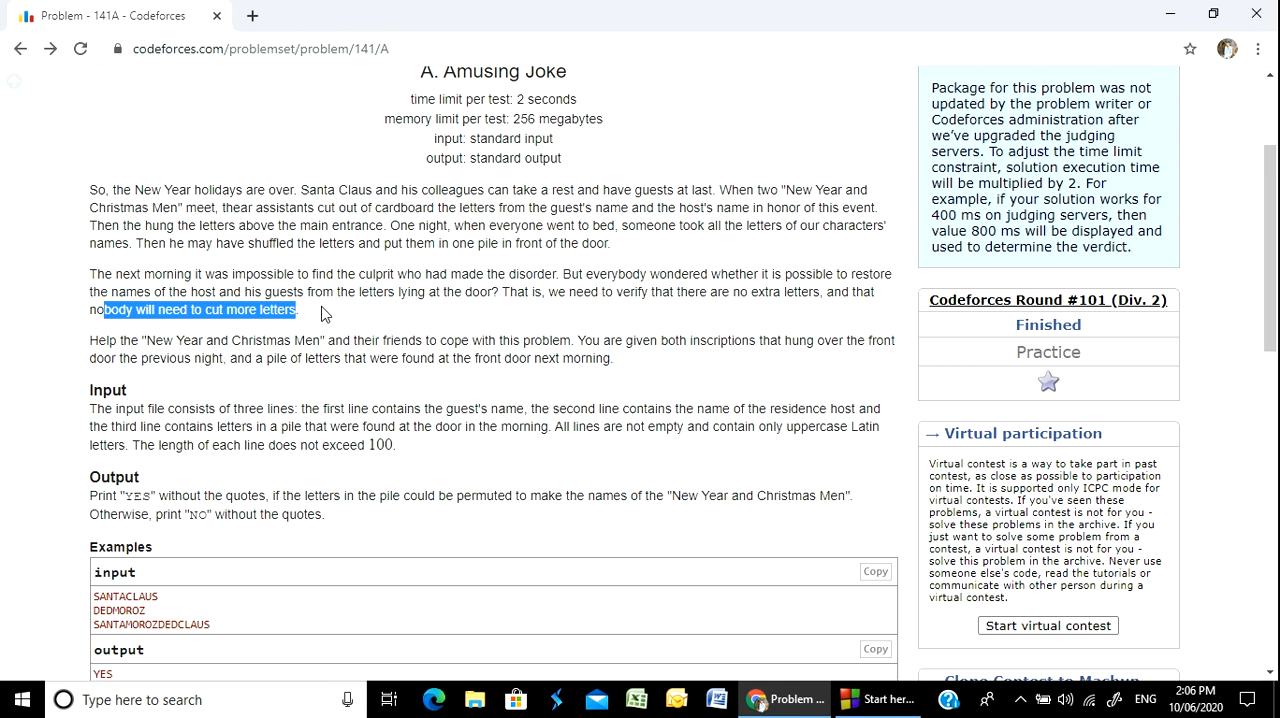 Problem - 141A - Codeforces
codeforces.com/problemset/problem/141/A
A. Amusing Joke
time limit per test: 2 seconds
memory limit per test: 256 megabytes
input: standard input
output: standard output
So, the New Year holidays are over. Santa Claus and his colleagues can take a rest and have guests at last. When two "New Year and
Christmas Men" meet, thear assistants cut out of cardboard the letters from the guest's name and the host's name in honor of this event.
Then the hung the letters above the main entrance. One night, when everyone went to bed, someone took all the letters of our characters'
names. Then he may have shuffled the letters and put them in one pile in front of the door.
The next morning it was impossible to find the culprit who had made the disorder. But everybody wondered whether it is possible to restore
the names of the host and his guests from the letters lying at the door? That is, we need to verify that there are no extra letters, and that
nobody will need to cut more letters.
Help the "New Year and Christmas Men" and their friends to cope with this problem. You are given both inscriptions that hung over the front
door the previous night, and a pile of letters that were found at the front door next morning.
Input
The input file consists of three lines: the first line contains the guest's name, the second line contains the name of the residence host and
the third line contains letters in a pile that were found at the door in the morning. All lines are not empty and contain only uppercase Latin
letters. The length of each line does not exceed 100.
Output
Print "YES" without the quotes, if the letters in the pile could be permuted to make the names of the "New Year and Christmas Men".
Otherwise, print "NO" without the quotes.
Examples
input
Copy
SANTACLAUS
DEDMOROZ
SANTAMOROZDEDCLAUS
output
Copy
YES
Package for this problem was not
updated by the problem writer or
Codeforces administration after
we've upgraded the judging
servers. To adjust the time limit
constraint, solution execution time
will be multiplied by 2. For
example, if your solution works for
400 ms on judging servers, then
value 800 ms will be displayed and
used to determine the verdict.
Codeforces Round #101 (Div. 2)
Finished
Practice
→ Virtual participation
Virtual contest is a way to take part in past
contest, as close as possible to participation
on time. It is supported only ICPC mode for
virtual contests. If you've seen these
problems, a virtual contest is not for you -
solve these problems in the archive. If you
just want to solve some problem from a
contest, a virtual contest is not for you -
solve this problem in the archive. Never use
someone else's code, read the tutorials or
communicate with other person during a
virtual contest.
Start virtual contest
Clone Contest to Mashup
Type here to search
Problem ...
Start her...
ENG
2:06 PM
10/06/2020